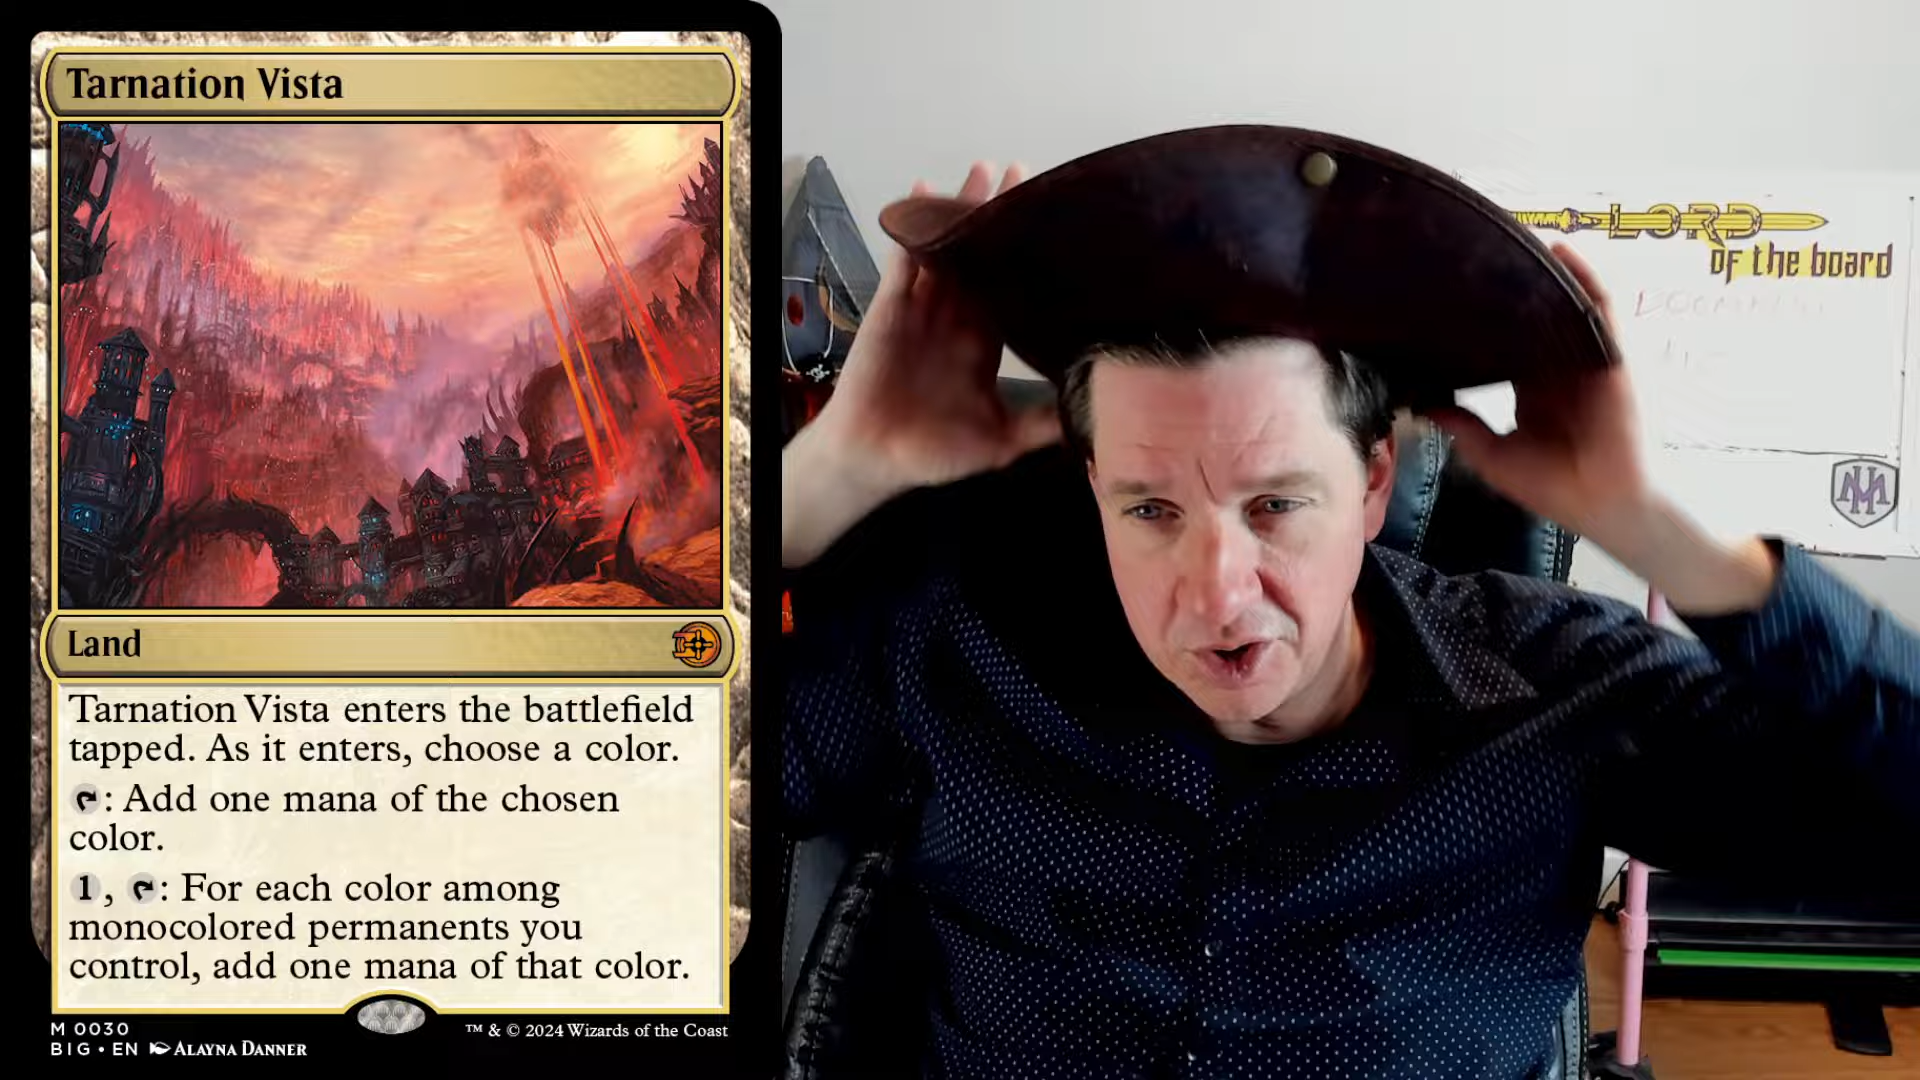 Tarnation Vista
Land
Tarnation Vista enters the battlefield
tapped. As it enters, choose a color.
: Add one mana of the chosen
color.
1, : For each color among
monocolored permanents you
control, add one mana of that color.
M 0030
BIG • EN ALAYNA DANNER
™ & © 2024 Wizards of the Coast
LORD
of the board